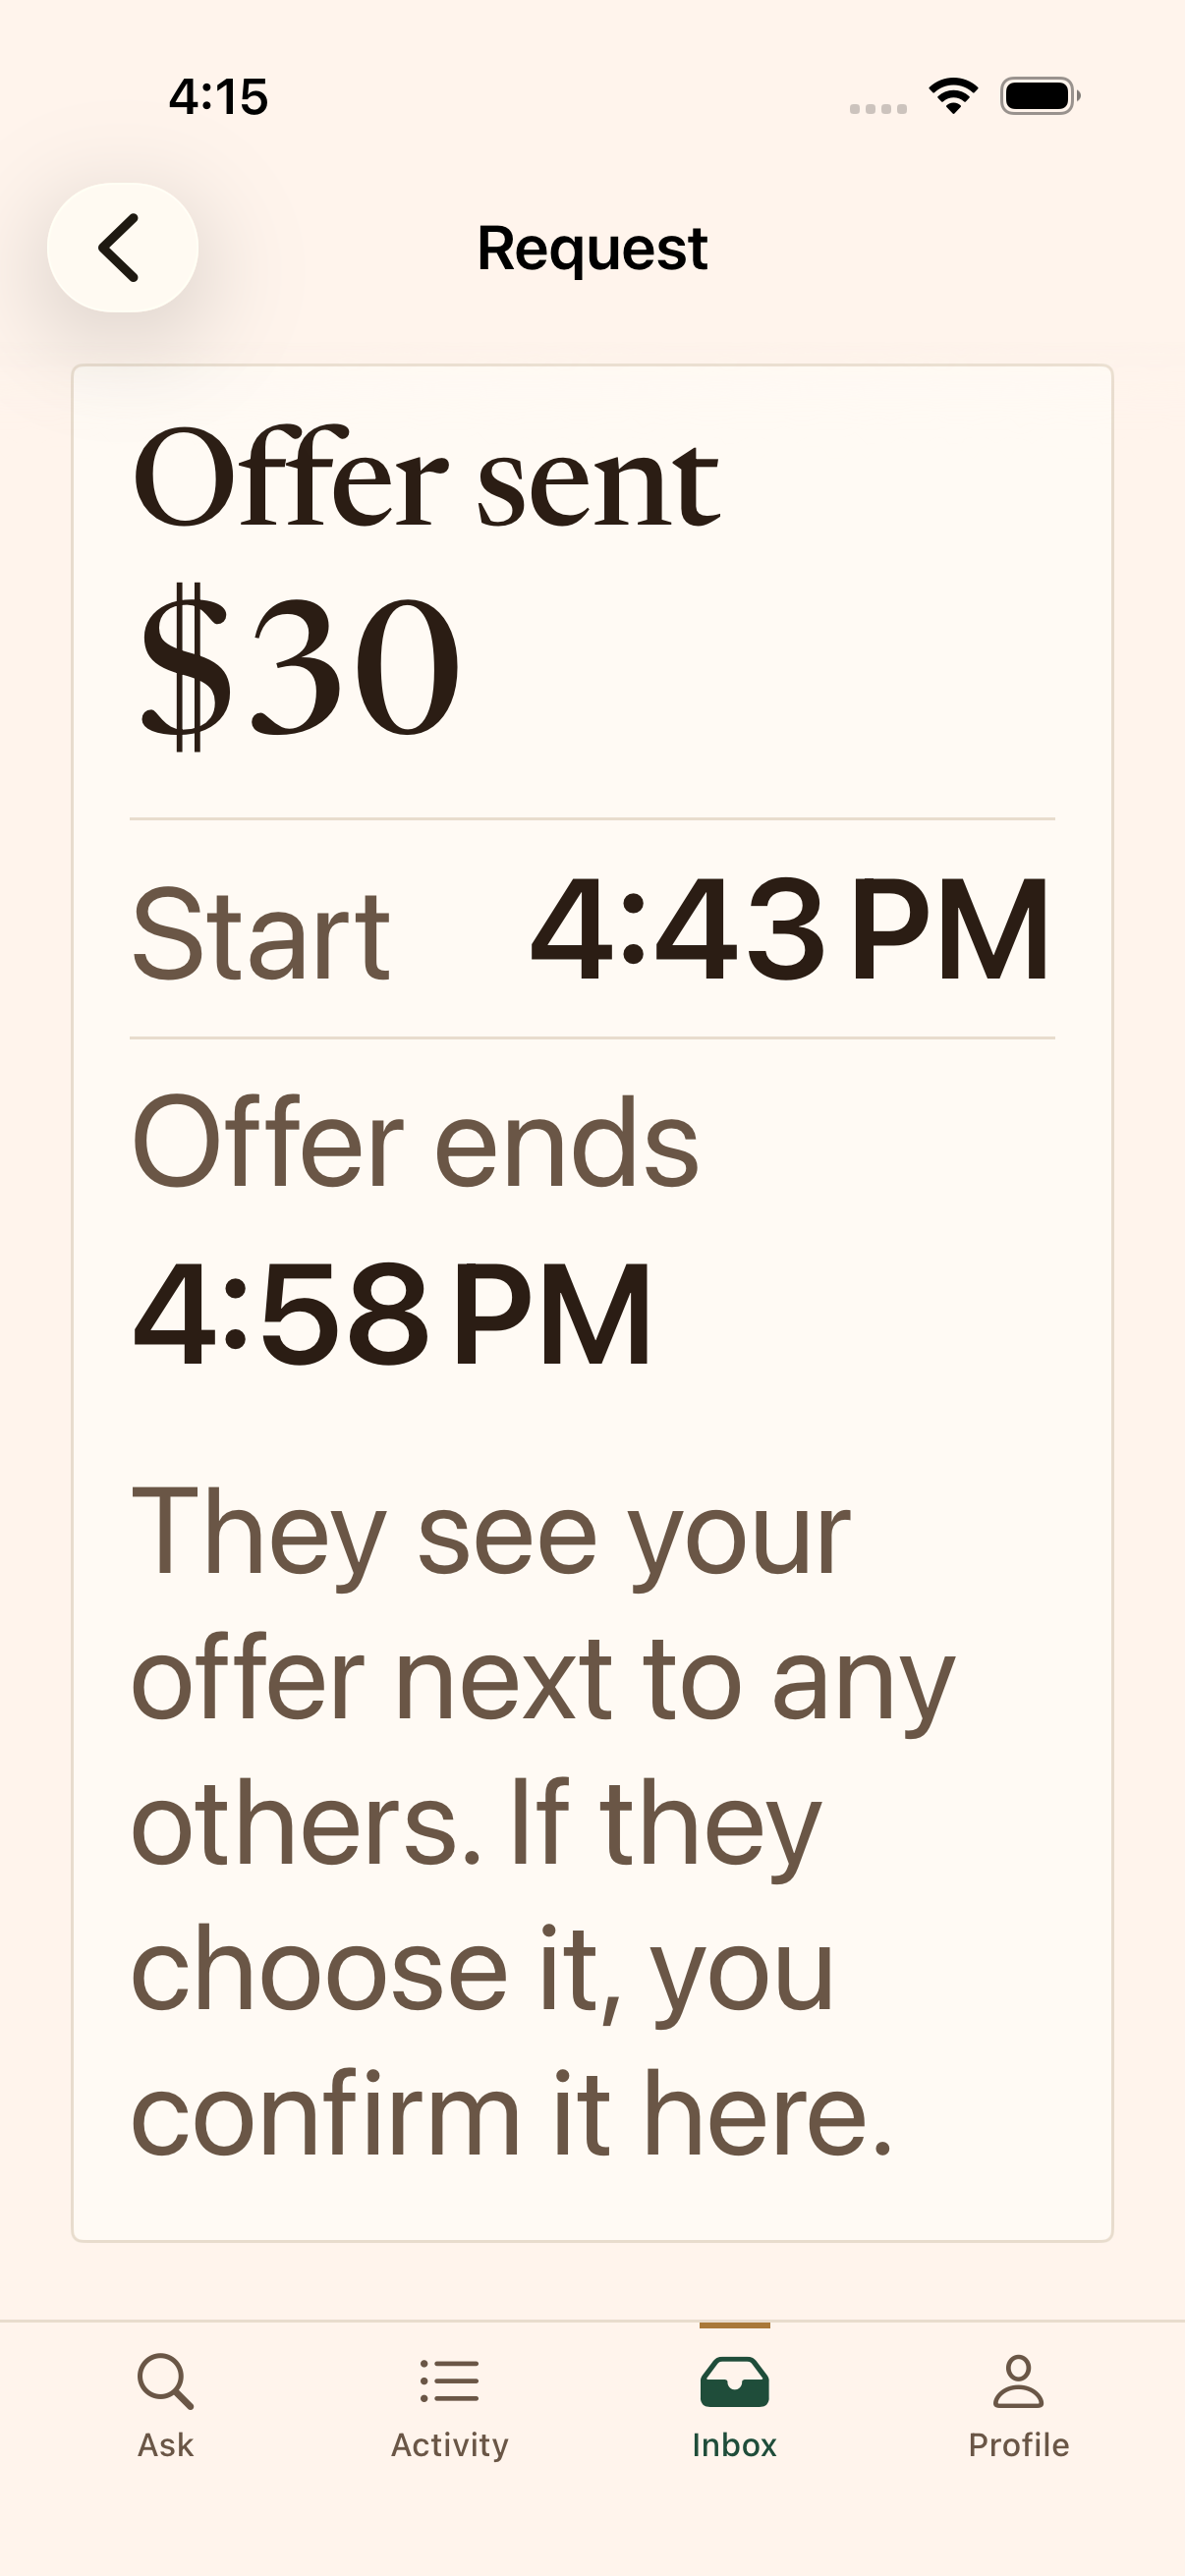 4:15
Request
Offer sent
$30
Start 4:43 PM
Offer ends
4:58 PM
They see your
offer next to any
others. If they
choose it, you
confirm it here.
Ask Activity Inbox Profile